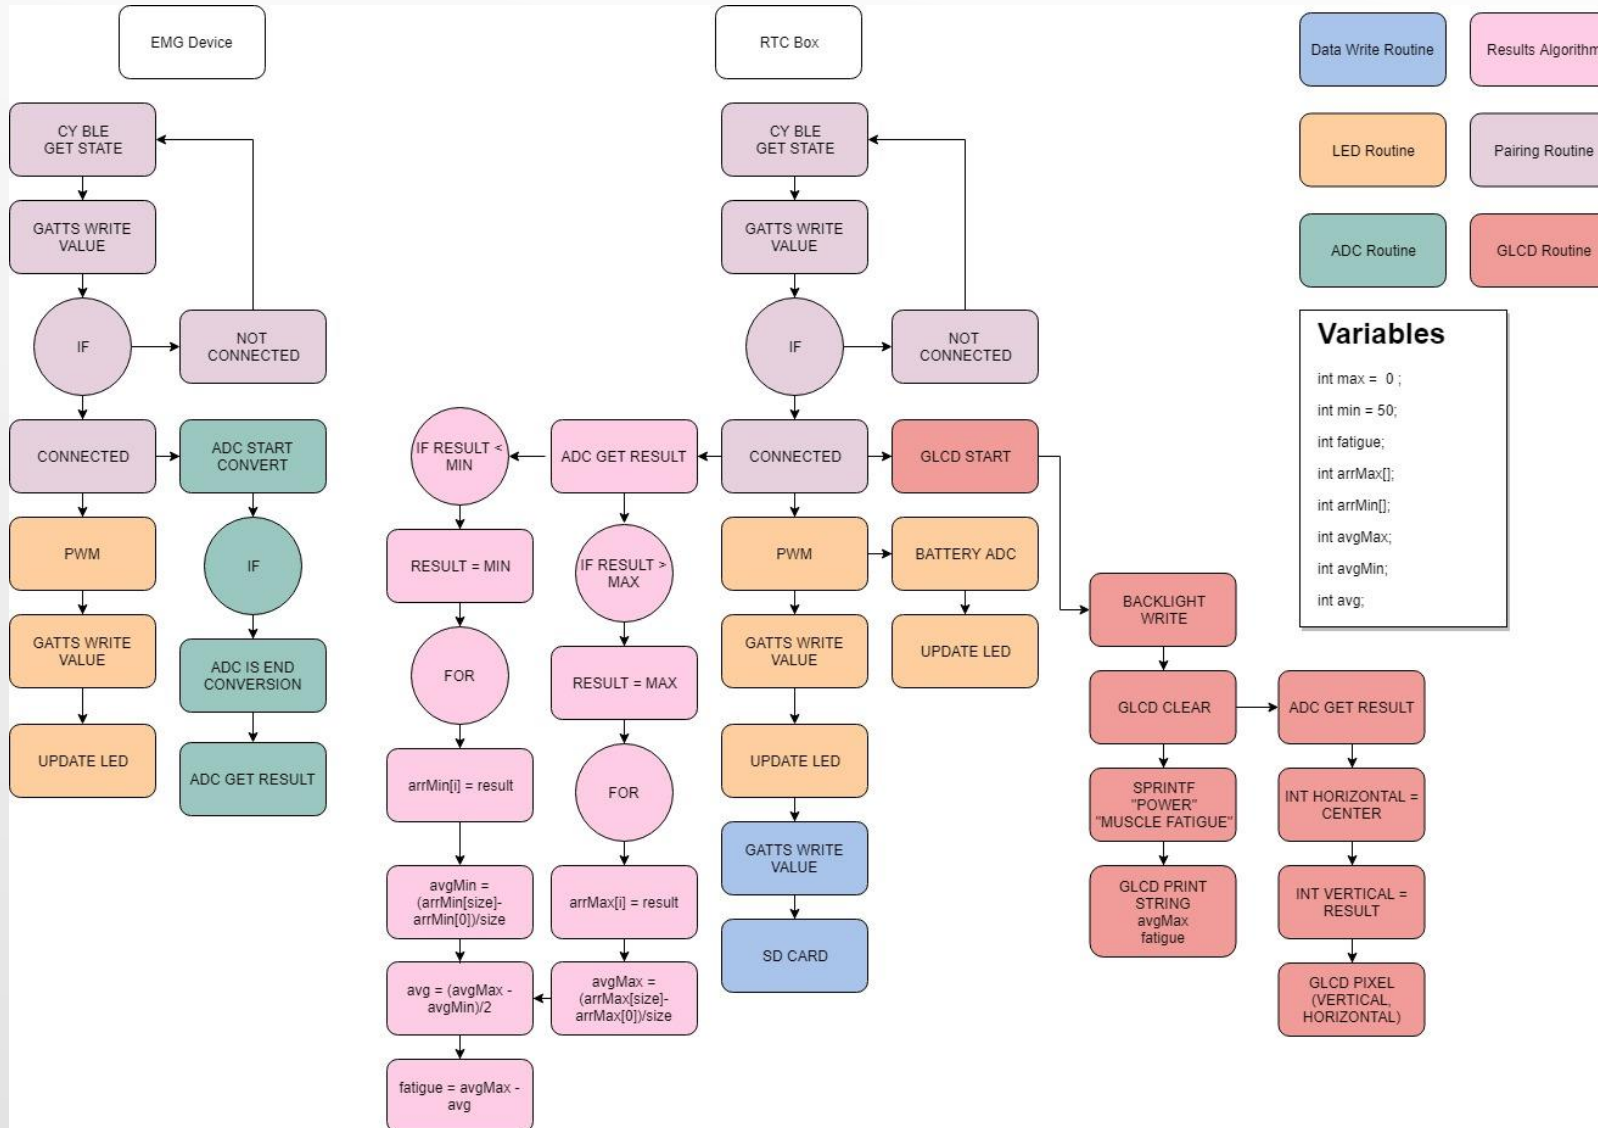 EMG Device
CY BLE
GET STATE
GATTS WRITE
VALUE
IF
NOT
CONNECTED
CONNECTED
ADC START
CONVERT
PWM
IF
GATTS WRITE
VALUE
ADC IS END
CONVERSION
UPDATE LED
ADC GET RESULT
RTC Box
CY BLE
GET STATE
GATTS WRITE
VALUE
IF
NOT
CONNECTED
IF RESULT <
MIN
ADC GET RESULT
CONNECTED
GLCD START
RESULT = MIN
IF RESULT >
MAX
PWM
BATTERY ADC
FOR
RESULT = MAX
GATTS WRITE
VALUE
UPDATE LED
arrMin[i] = result
FOR
UPDATE LED
avgMin =
(arrMin[size]-
arrMin[0])/size
arrMax[i] = result
GATTS WRITE
VALUE
avg = (avgMax -
avgMin)/2
avgMax =
(arrMax[size]-
arrMax[0])/size
SD CARD
fatigue = avgMax -
avg
BACKLIGHT
WRITE
GLCD CLEAR
ADC GET RESULT
SPRINTF
"POWER"
"MUSCLE FATIGUE"
INT HORIZONTAL =
CENTER
GLCD PRINT
STRING
avgMax
fatigue
INT VERTICAL =
RESULT
GLCD PIXEL
(VERTICAL,
HORIZONTAL)
Data Write Routine
Results Algorithm
LED Routine
Pairing Routine
ADC Routine
GLCD Routine
Variables
int max = 0 ;
int min = 50;
int fatigue;
int arrMax[];
int arrMin[];
int avgMax;
int avgMin;
int avg;